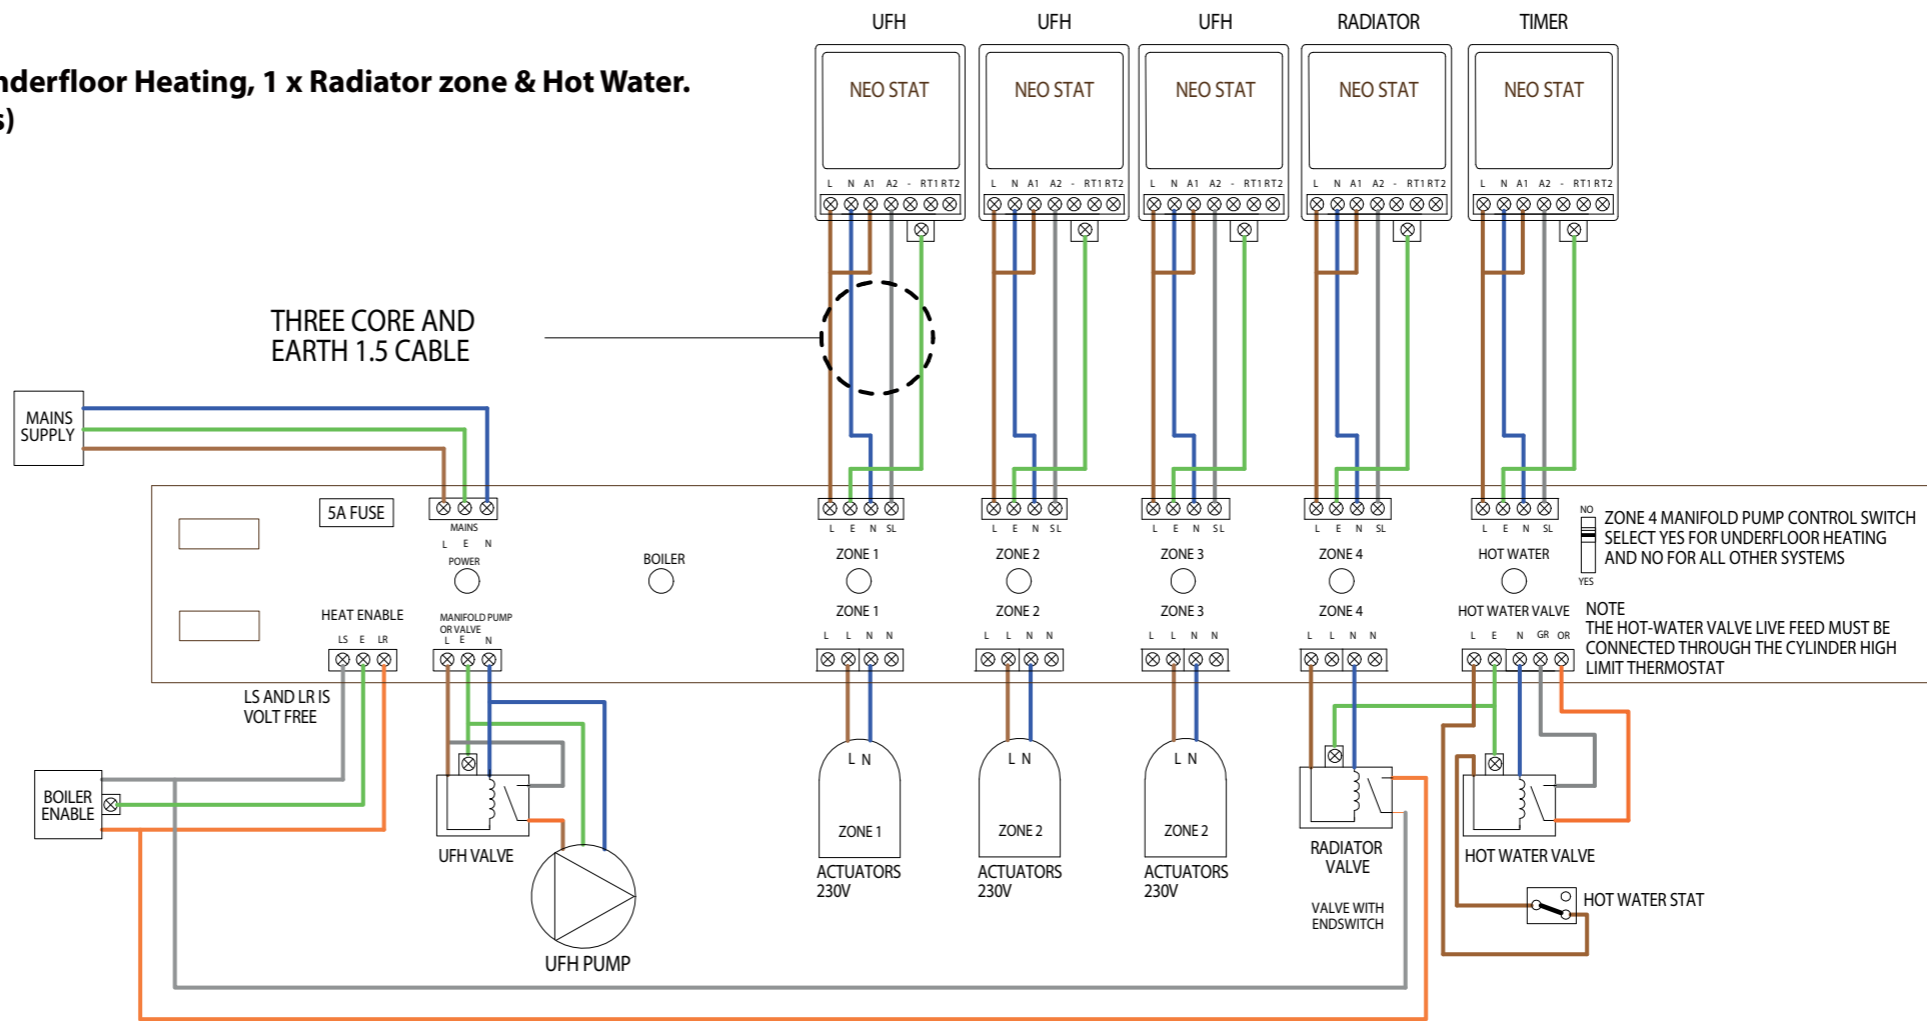 UFH UFH UFH RADIATOR TIMER
nderfloor Heating, 1 x Radiator zone & Hot Water.
s)
NEO STAT NEO STAT NEO STAT NEO STAT NEO STAT
L N A1 A2 - RT1 RT2 L N A1 A2 - RT1 RT2 L N A1 A2 - RT1 RT2 L N A1 A2 - RT1 RT2 L N A1 A2 - RT1 RT2
THREE CORE AND
EARTH 1.5 CABLE
MAINS
SUPPLY
5A FUSE
MAINS
L E N
POWER
BOILER
L E N SL L E N SL L E N SL L E N SL L E N SL
ZONE 1 ZONE 2 ZONE 3 ZONE 4 HOT WATER
NO
YES
ZONE 4 MANIFOLD PUMP CONTROL SWITCH
SELECT YES FOR UNDERFLOOR HEATING
AND NO FOR ALL OTHER SYSTEMS
HEAT ENABLE
LS E LR
MANIFOLD PUMP
OR VALVE
L E N
ZONE 1 ZONE 2 ZONE 3 ZONE 4 HOT WATER VALVE
L L N N L L N N L L N N L L N N L E N GR OR
NOTE
THE HOT-WATER VALVE LIVE FEED MUST BE
CONNECTED THROUGH THE CYLINDER HIGH
LIMIT THERMOSTAT
LS AND LR IS
VOLT FREE
BOILER
ENABLE
UFH VALVE
UFH PUMP
L N L N L N
ZONE 1 ZONE 2 ZONE 2
ACTUATORS
230V
ACTUATORS
230V
ACTUATORS
230V
RADIATOR
VALVE
VALVE WITH
ENDSWITCH
HOT WATER VALVE
HOT WATER STAT